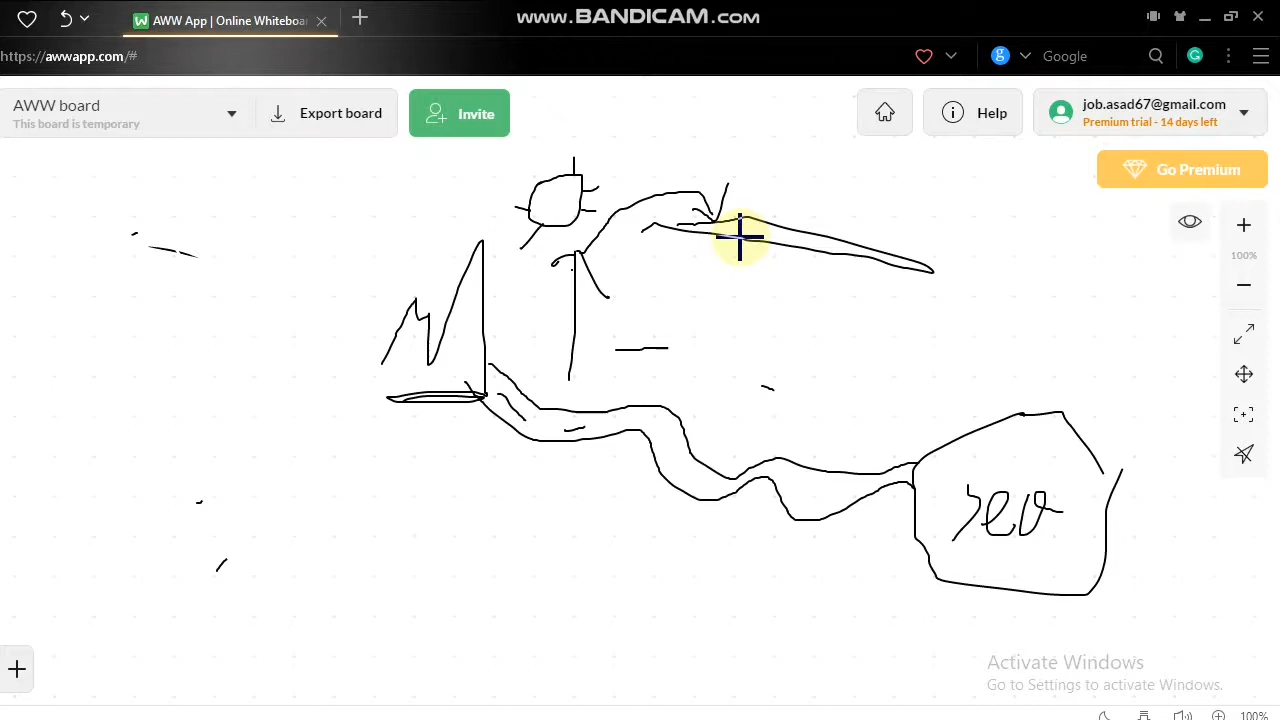 www.BANDICAM.com
AWW App | Online Whiteboa
https://awwapp.com/#
Google
AWW board
This board is temporary
Export board
Invite
Help
job.asad67@gmail.com
Premium trial - 14 days left
Go Premium
100%
sea
Activate Windows
Go to Settings to activate Windows.
100%